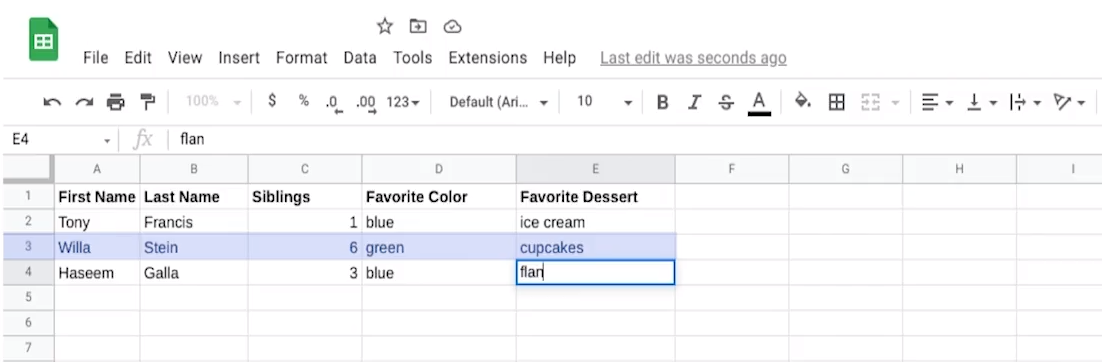 File Edit View Insert Format Data Tools Extensions Help Last edit was seconds ago
100% $ % .0 .00 123 Default (Ari... 10 B I S A
E4 fx flan
A B C D E F G H I
1 First Name Last Name Siblings Favorite Color Favorite Dessert
2 Tony Francis 1 blue ice cream
3 Willa Stein 6 green cupcakes
4 Haseem Galla 3 blue flan
5
6
7